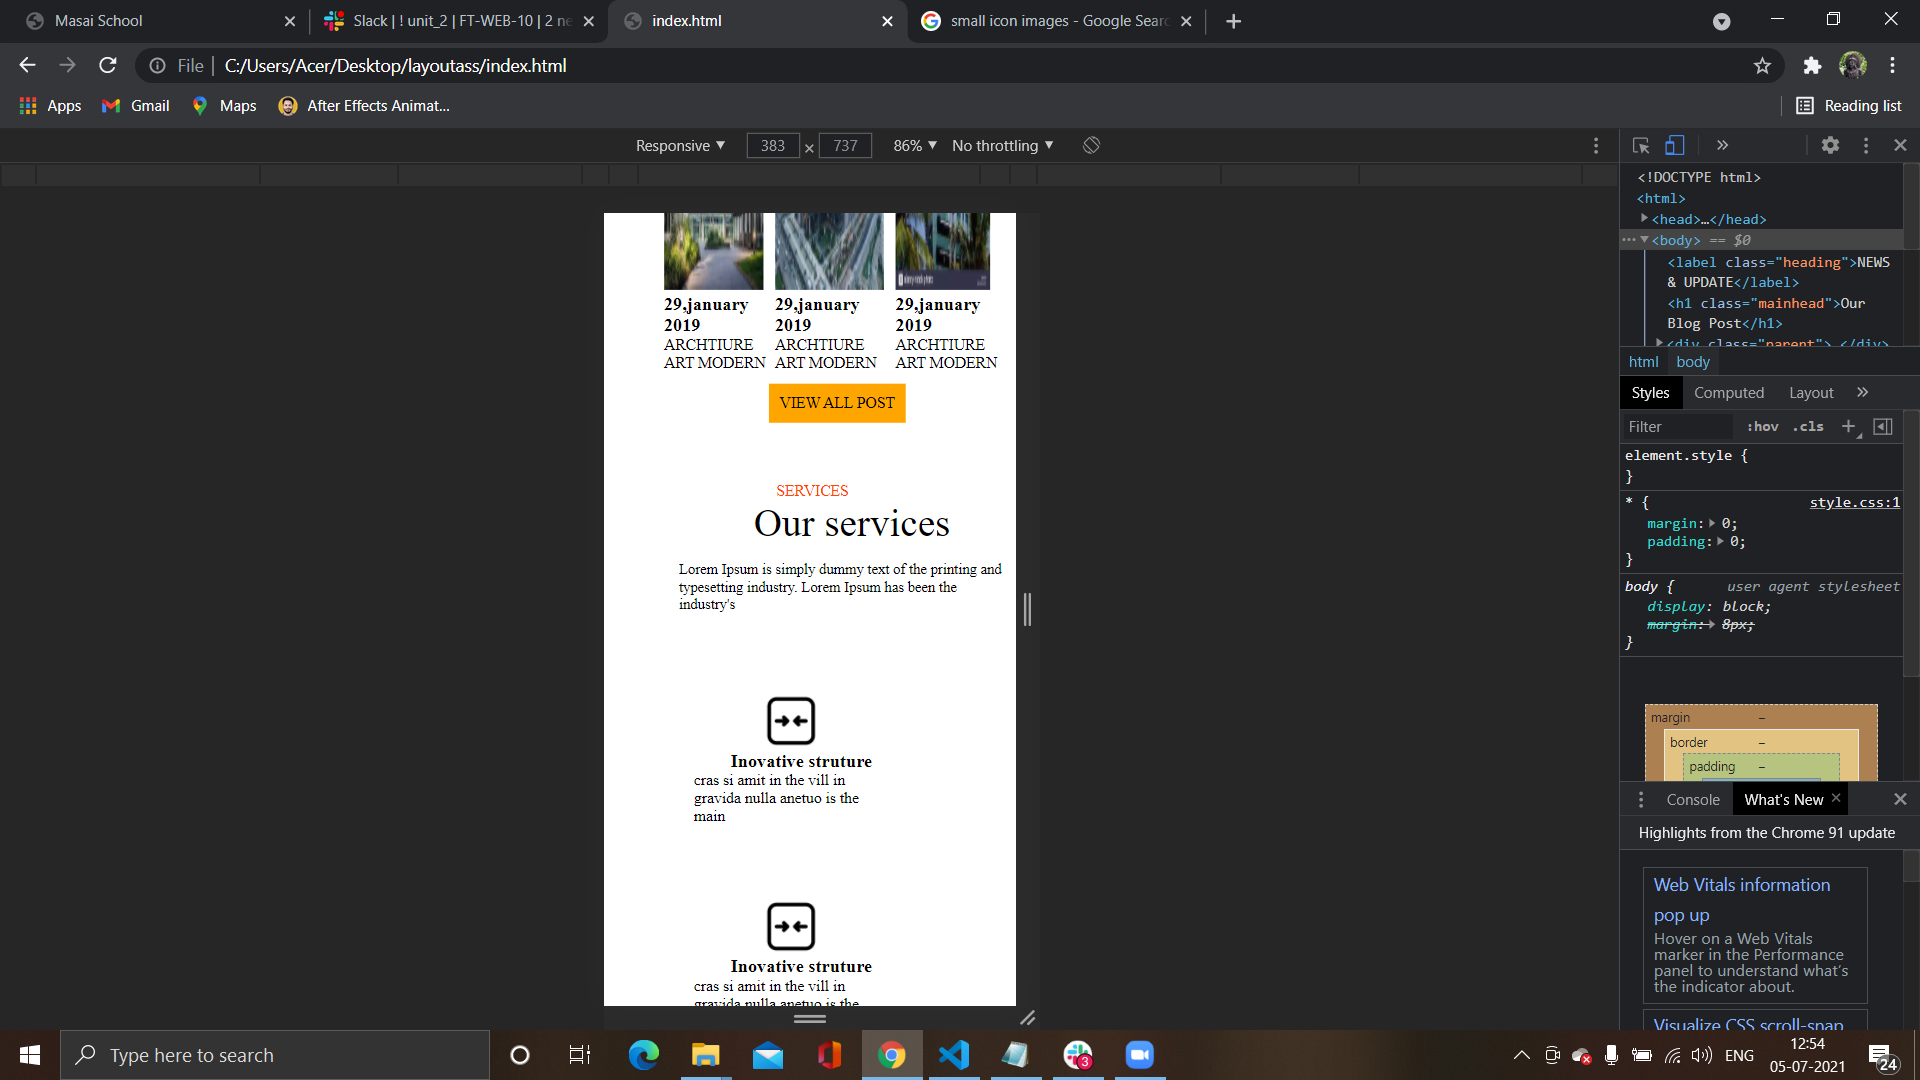 Masai School
Slack | ! unit_2 | FT-WEB-10 | 2 ne
index.html
small icon images - Google Searc
File
C:/Users/Acer/Desktop/layoutass/index.html
Apps
Gmail
Maps
After Effects Animat...
Reading list
Responsive ▼
383 × 737
86% ▼
No throttling ▼
29,january
2019
ARCHTIURE
ART MODERN
29,january
2019
ARCHTIURE
ART MODERN
29,january
2019
ARCHTIURE
ART MODERN
VIEW ALL POST
SERVICES
Our services
Lorem Ipsum is simply dummy text of the printing and
typesetting industry. Lorem Ipsum has been the
industry's
Inovative struture
cras si amit in the vill in
gravida nulla anetuo is the
main
Inovative struture
cras si amit in the vill in
gravida nulla anetuo is the
<!DOCTYPE html>
<html>
<head>…</head>
<body> == $0
<label class="heading">NEWS
& UPDATE</label>
<h1 class="mainhead">Our
Blog Post</h1>
<div class="parent"> </div>
html body
Styles Computed Layout »
Filter :hov .cls +
element.style {
}
* { style.css:1
margin: 0;
padding: 0;
}
body { user agent stylesheet
display: block;
margin: 8px;
}
margin –
border –
padding –
Console What's New ×
Highlights from the Chrome 91 update
Web Vitals information
pop up
Hover on a Web Vitals
marker in the Performance
panel to understand what's
the indicator about.
Visualize CSS scroll-snap
Type here to search
3
ENG
12:54
05-07-2021
24